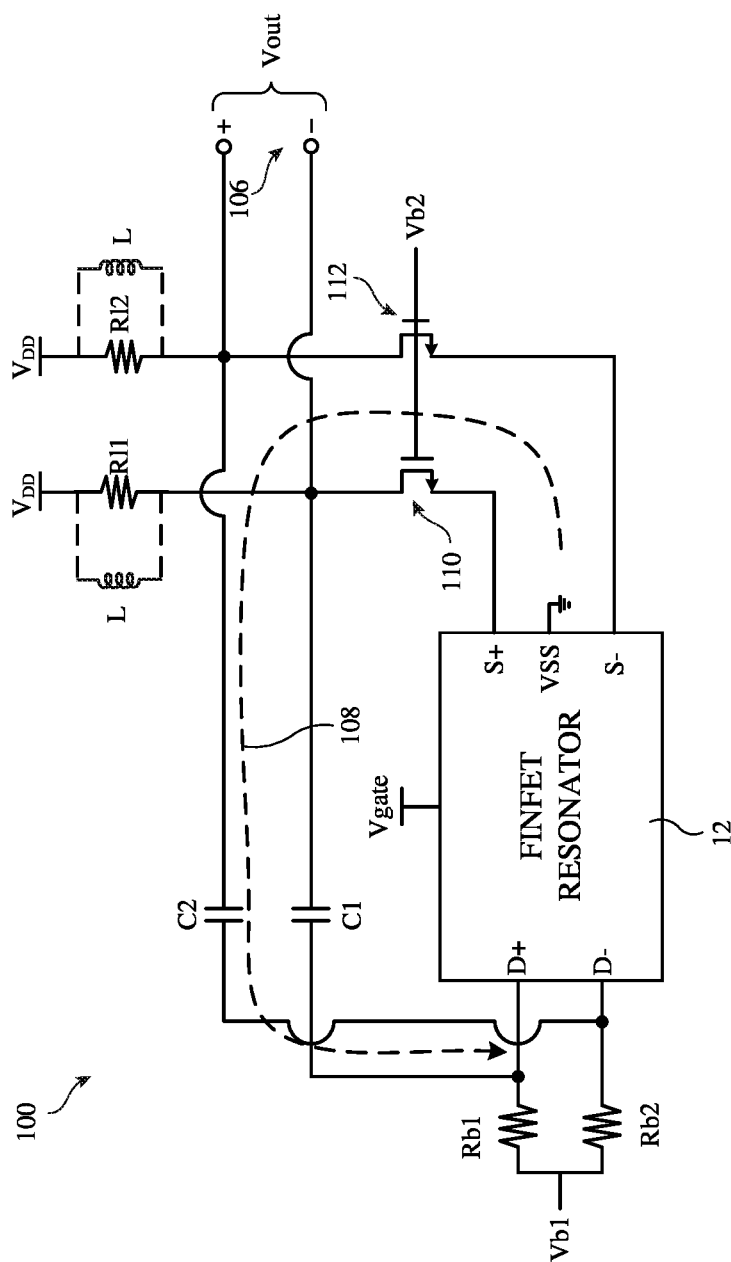 100
Vb1
Rb1
Rb2
C2
C1
108
D+
D-
Vgate
FINFET
RESONATOR
12
S+
VSS
S-
L
VDD
Rl1
110
VDD
Rl2
L
112
Vb2
106
+
-
Vout